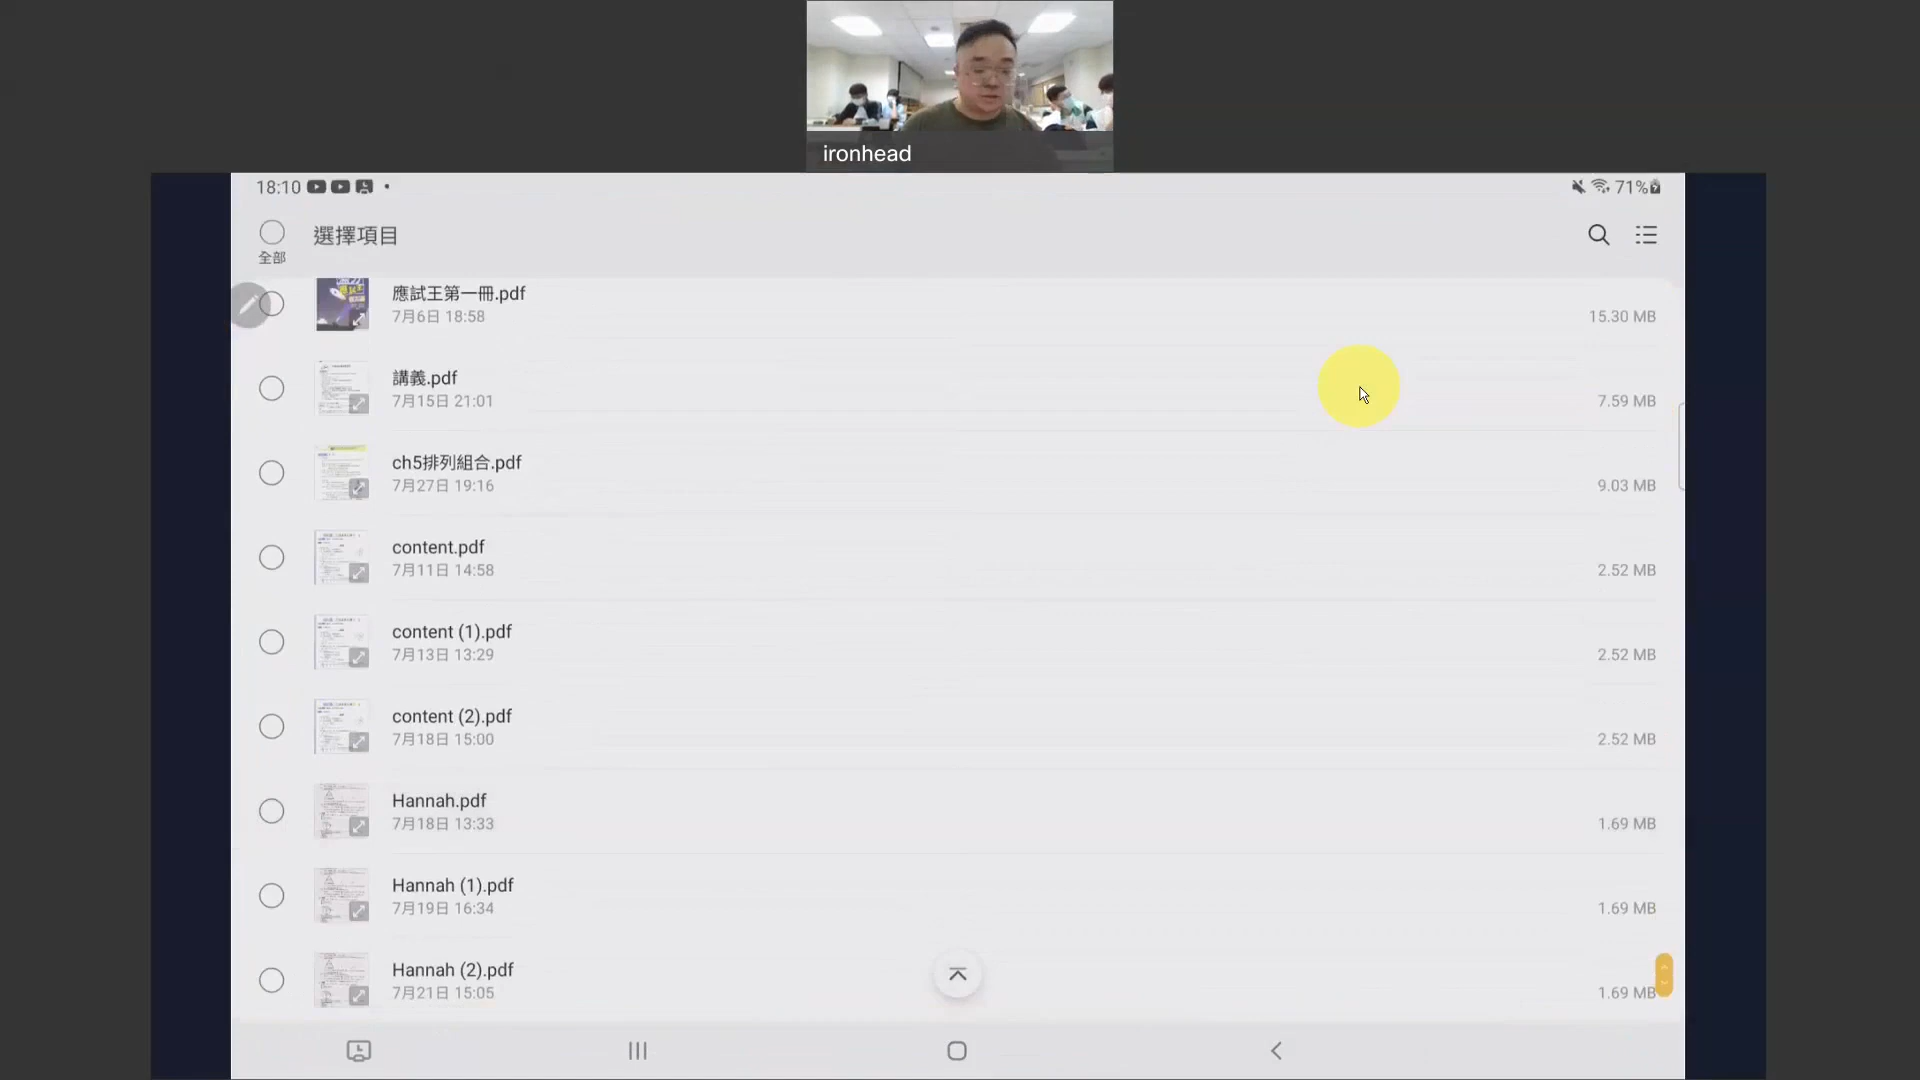 ironhead
18:10
71%
選擇項目
全部
應試王第一冊.pdf
7月6日 18:58
15.30 MB
講義.pdf
7月15日 21:01
7.59 MB
ch5排列組合.pdf
7月27日 19:16
9.03 MB
content.pdf
7月11日 14:58
2.52 MB
content (1).pdf
7月13日 13:29
2.52 MB
content (2).pdf
7月18日 15:00
2.52 MB
Hannah.pdf
7月18日 13:33
1.69 MB
Hannah (1).pdf
7月19日 16:34
1.69 MB
Hannah (2).pdf
7月21日 15:05
1.69 MB